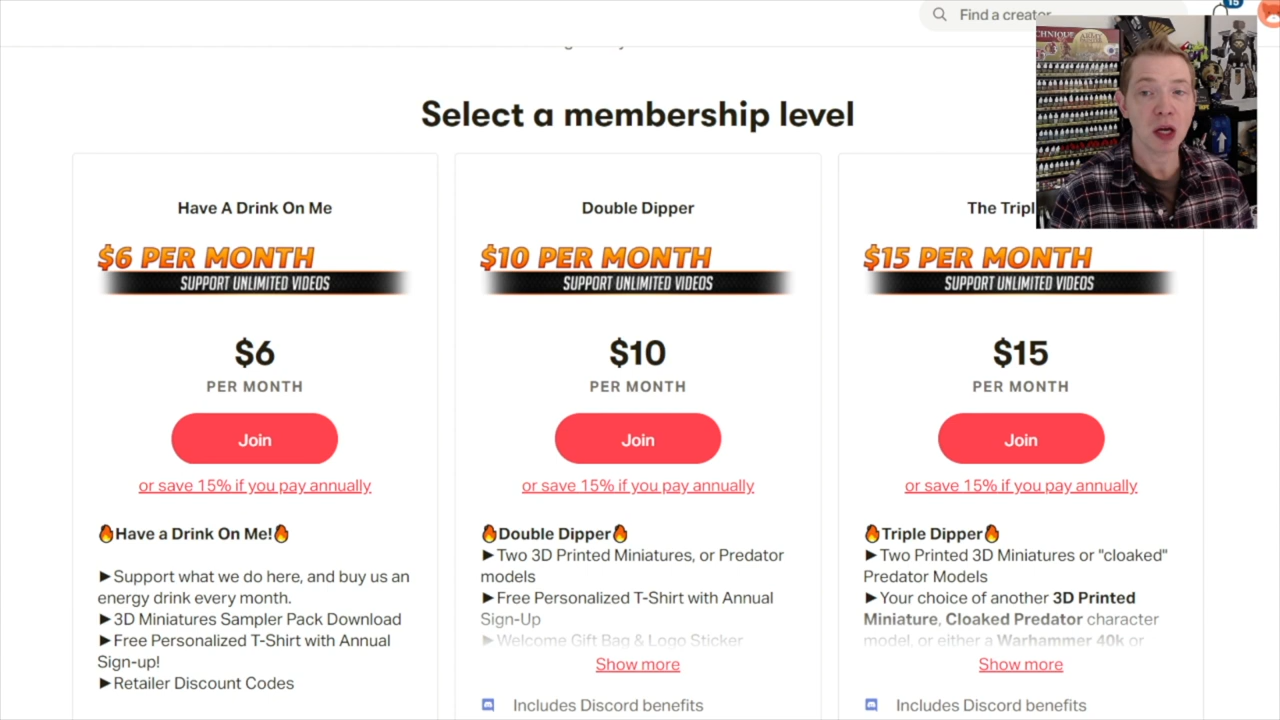 Find a creator
15
TECHNIQUE
ARMY
Select a membership level
Have A Drink On Me
$6 PER MONTH
SUPPORT UNLIMITED VIDEOS
$6
PER MONTH
Join
or save 15% if you pay annually
🔥Have a Drink On Me!🔥
►Support what we do here, and buy us an
energy drink every month.
►3D Miniatures Sampler Pack Download
►Free Personalized T-Shirt with Annual
Sign-up!
►Retailer Discount Codes
Double Dipper
$10 PER MONTH
SUPPORT UNLIMITED VIDEOS
$10
PER MONTH
Join
or save 15% if you pay annually
🔥Double Dipper🔥
►Two 3D Printed Miniatures, or Predator
models
►Free Personalized T-Shirt with Annual
Sign-Up
►Welcome Gift Bag & Logo Sticker
Show more
Includes Discord benefits
The Tripl
$15 PER MONTH
SUPPORT UNLIMITED VIDEOS
$15
PER MONTH
Join
or save 15% if you pay annually
🔥Triple Dipper🔥
►Two Printed 3D Miniatures or "cloaked"
Predator Models
►Your choice of another 3D Printed
Miniature, Cloaked Predator character
model, or either a Warhammer 40k or
Show more
Includes Discord benefits